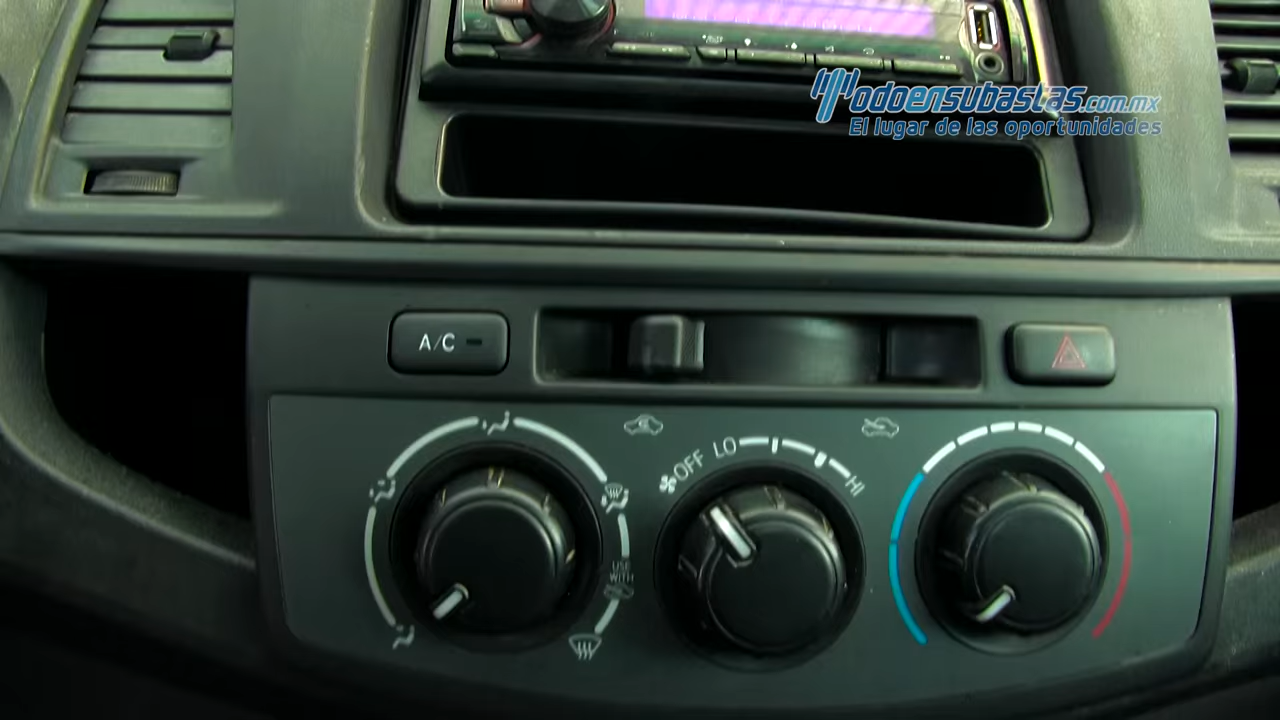 Todoensubastas.com.mx
El lugar de las oportunidades
A/C
OFF LO HI
USE
WITH